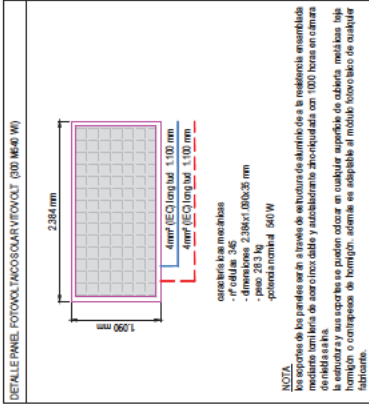 DETALLE PANEL FOTOVOLTAICO SOLAR VITOVOLT (300 M540 WI)
2.384 mm
1.090 mm
4mm² (IEC) longitud 1.100 mm
4mm² (IEC) longitud 1.100 mm
caracteristicas mecánicas
- nº células 345
- dimensiones 2.384x1.090x35 mm
- peso 28.3 kg
-potencia nominal 540 W
NOTA
los soportes de los paneles serán a través de estructura de aluminio de a ta resistencia ensamblada
mediante tornillería de acero inoxidable y autotaladrante zinc-niquelada con 1000 horas en cámara
de niebla salina.
la estructura y sus soportes se pueden colocar en cualquier superficie de cubierta metálicas teja
hormigón o contrapesos de hormigón. además es adaptable al módulo fotovoltaico de cualquier
fabricante.